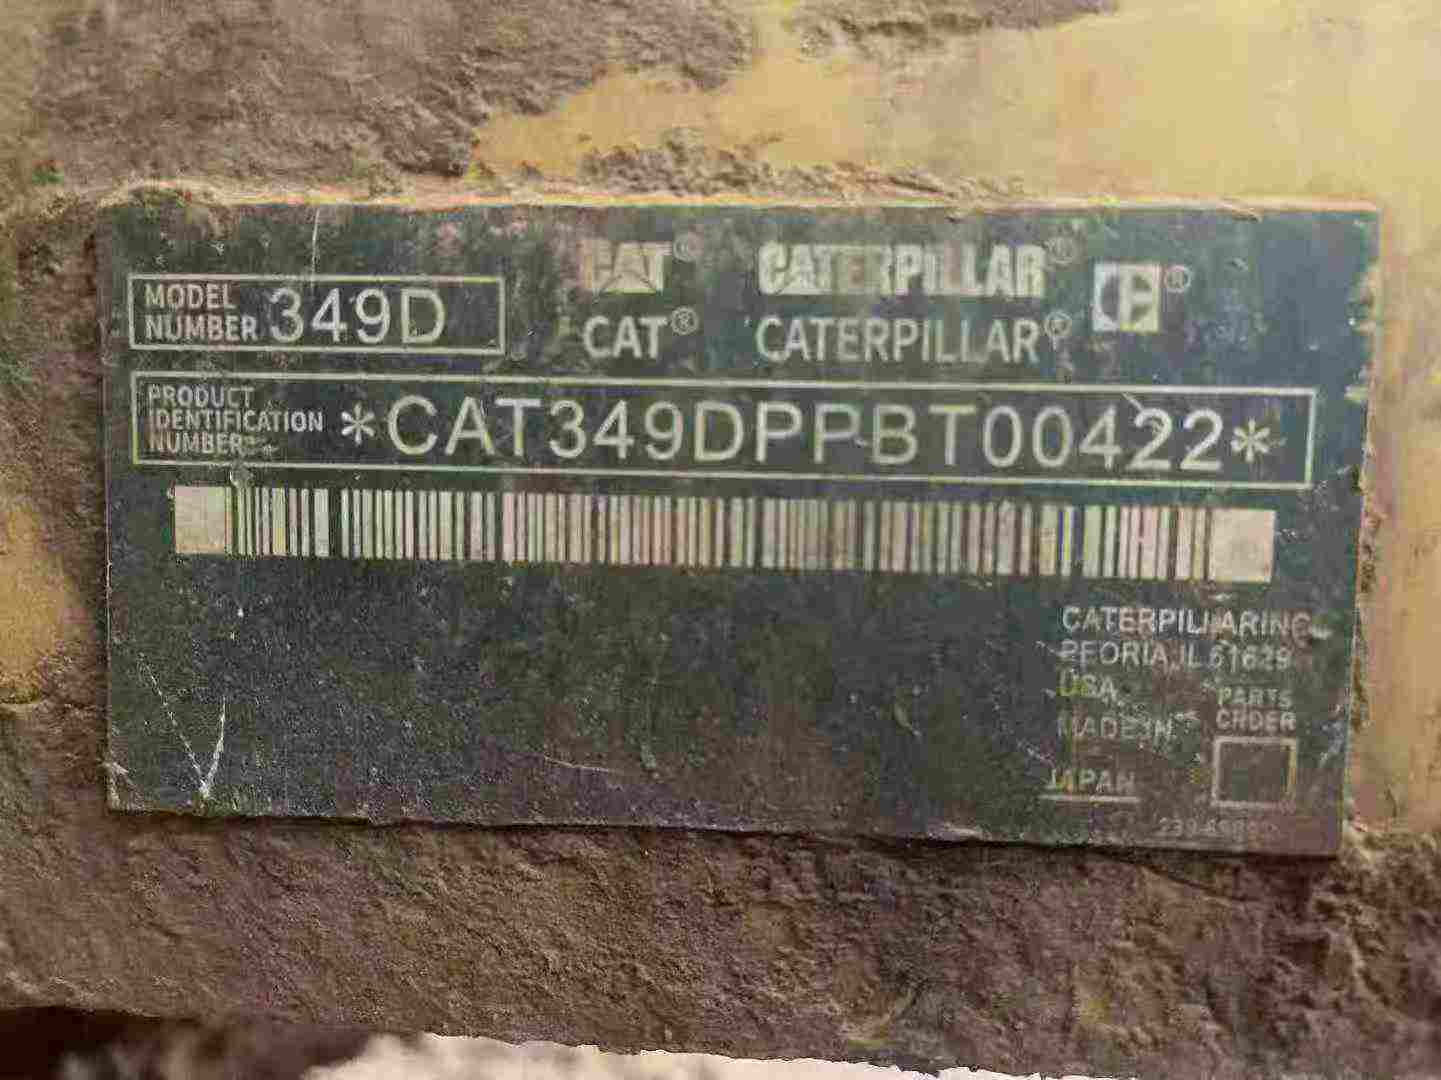 CAT® CATERPILLAR® CE®
MODEL NUMBER 349D
CAT® CATERPILLAR®
PRODUCT
IDENTIFICATION
NUMBER
*CAT349DPPBT00422*
CATERPILLAR INC
PEORIA, IL 61629
USA
PARTS
ORDER
MADE IN
JAPAN